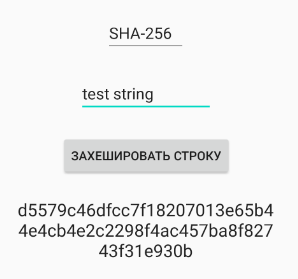 SHA-256
test string
ЗАХЕШИРОВАТЬ СТРОКУ
d5579c46dfcc7f18207013e65b4
4e4cb4e2c2298f4ac457ba8f827
43f31e930b